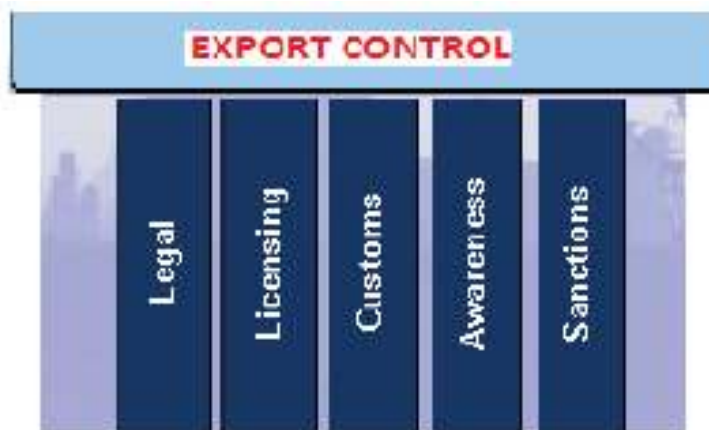 EXPORT CONTROL
Legal
Licensing
Customs
Awareness
Sanctions